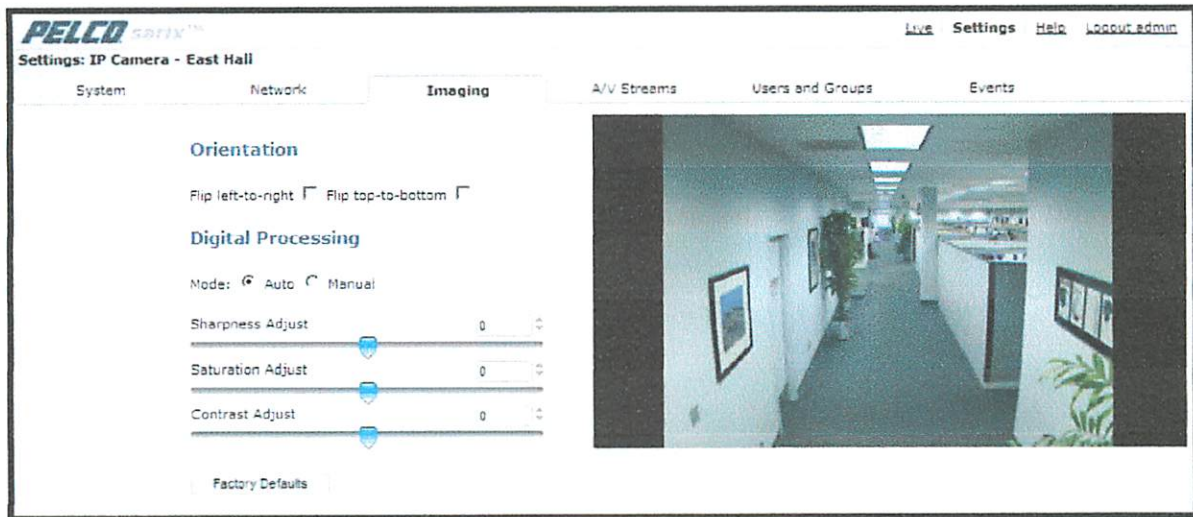 PELCO sarix™
Live Settings Help Logout admin
Settings: IP Camera - East Hall
System Network Imaging A/V Streams Users and Groups Events
Orientation
Flip left-to-right Flip top-to-bottom
Digital Processing
Mode: Auto Manual
Sharpness Adjust 0
Saturation Adjust 0
Contrast Adjust 0
Factory Defaults